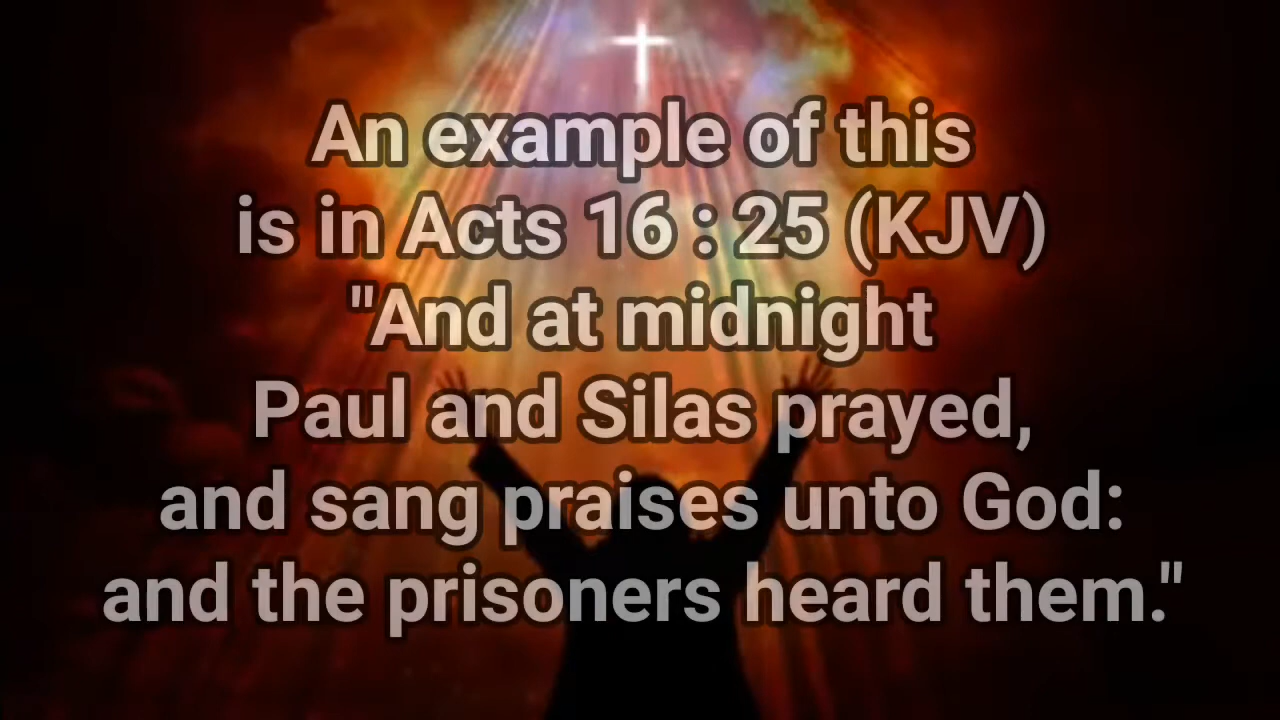 An example of this
is in Acts 16 : 25 (KJV)
"And at midnight
Paul and Silas prayed,
and sang praises unto God:
and the prisoners heard them."